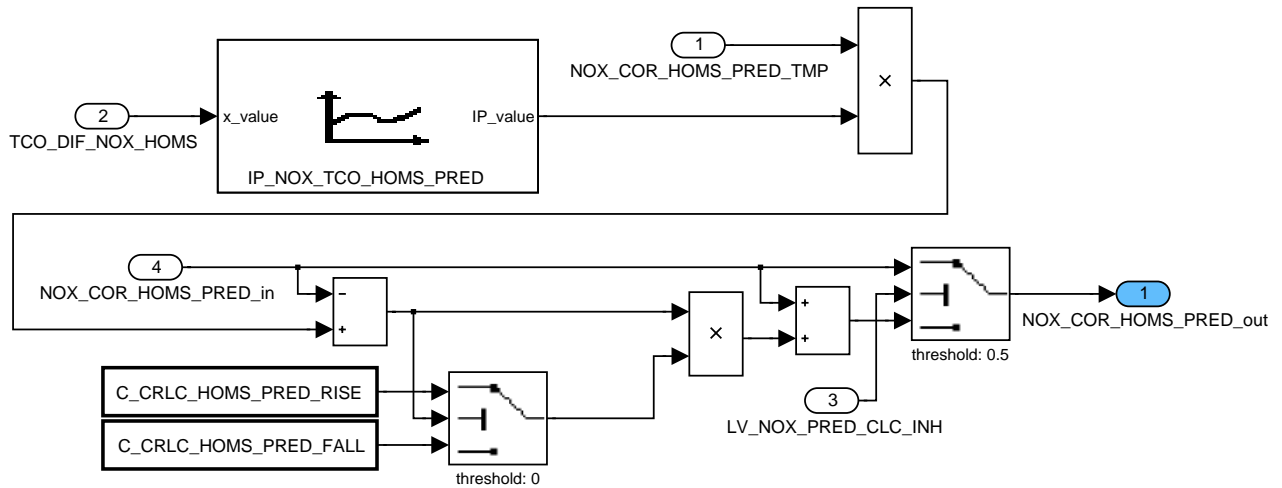 1
NOX_COR_HOMS_PRED_TMP
×
2
TCO_DIF_NOX_HOMS
x_value
IP_value
IP_NOX_TCO_HOMS_PRED
4
NOX_COR_HOMS_PRED_in
−
+
×
+
+
threshold: 0.5
1
NOX_COR_HOMS_PRED_out
C_CRLC_HOMS_PRED_RISE
C_CRLC_HOMS_PRED_FALL
threshold: 0
3
LV_NOX_PRED_CLC_INH